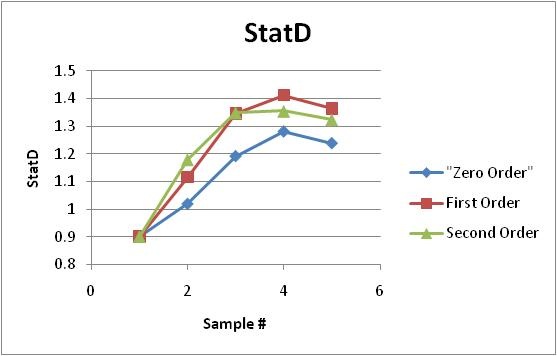 StatD
1.5
1.4
1.3
1.2
1.1
1
0.9
0.8
StatD
0 2 4 6
Sample #
"Zero Order"
First Order
Second Order